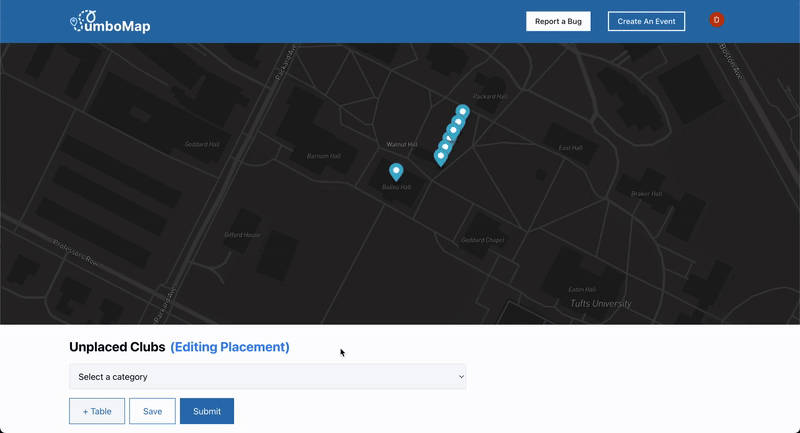 umboMap
Report a Bug
Create An Event
D
Packard Ave
Boston Ave
Packard Hall
Goddard Hall
Walnut Hill
East Hall
Barnum Hall
Ballou Hall
Braker Hall
Gifford House
Goddard Chapel
Professors Row
Packard Ave
Eaton Hall
Tufts University
Unplaced Clubs (Editing Placement)
Select a category
+ Table
Save
Submit